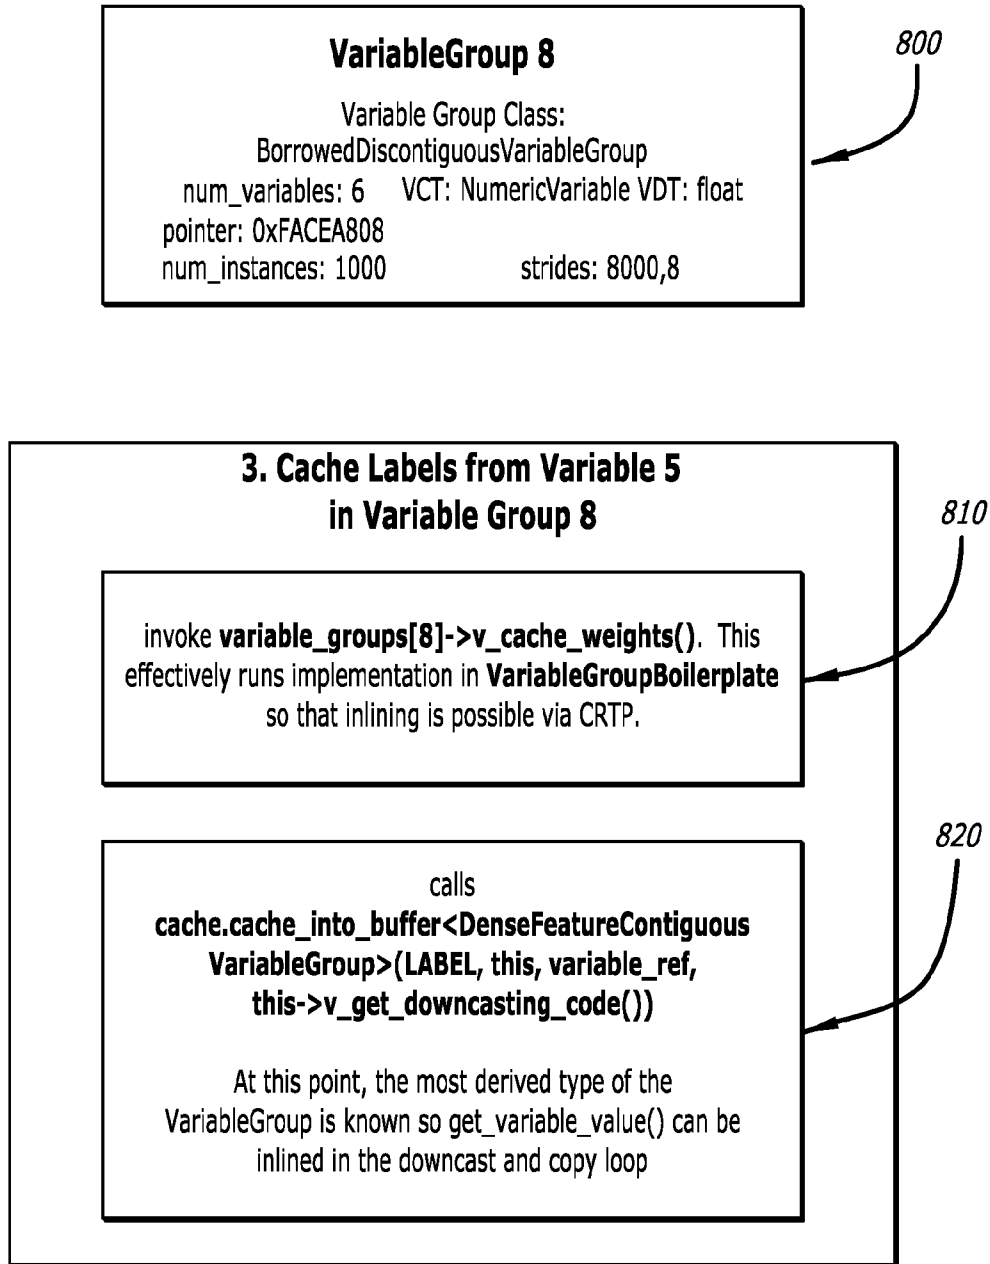 VariableGroup 8
800
Variable Group Class:
BorrowedDiscontiguousVariableGroup
num_variables: 6 VCT: NumericVariable VDT: float
pointer: 0xFACEA808
num_instances: 1000 strides: 8000,8
3. Cache Labels from Variable 5
in Variable Group 8
810
invoke variable_groups[8]->v_cache_weights(). This
effectively runs implementation in VariableGroupBoilerplate
so that inlining is possible via CRTP.
820
calls
cache.cache_into_buffer<DenseFeatureContiguous
VariableGroup>(LABEL, this, variable_ref,
this->v_get_downcasting_code())
At this point, the most derived type of the
VariableGroup is known so get_variable_value() can be
inlined in the downcast and copy loop